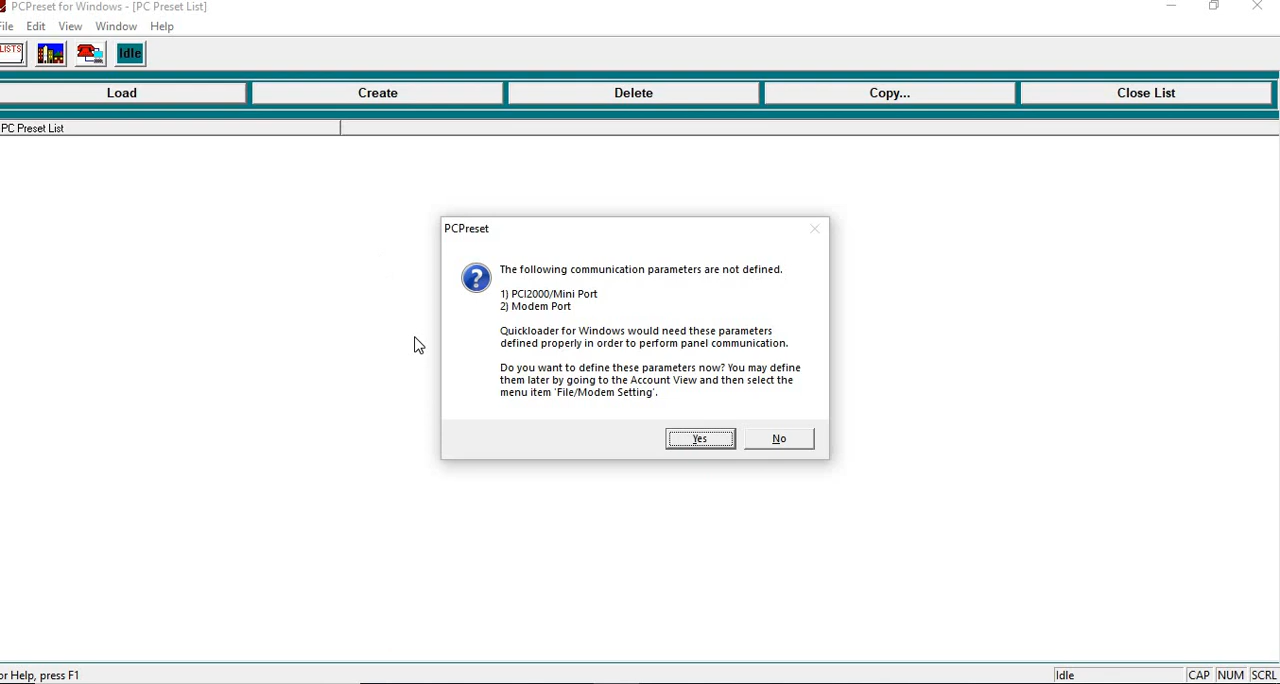 PCPreset for Windows - [PC Preset List]
File Edit View Window Help
LISTS Idle
Load Create Delete Copy... Close List
PC Preset List
PCPreset
The following communication parameters are not defined.
1) PCI2000/Mini Port
2) Modem Port
Quickloader for Windows would need these parameters
defined properly in order to perform panel communication.
Do you want to define these parameters now? You may define
them later by going to the Account View and then select the
menu item 'File/Modem Setting'.
Yes No
or Help, press F1 Idle CAP NUM SCRL